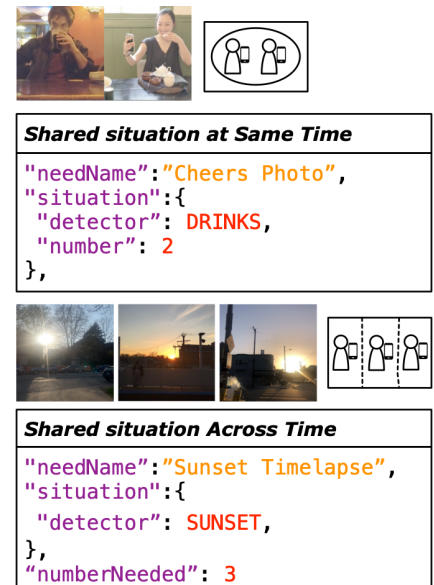 Shared situation at Same Time
"needName":”Cheers Photo”,
"situation":{
"detector”: DRINKS,
"number”: 2
},
Shared situation Across Time
"needName”:”Sunset Timelapse”,
"situation”:{
"detector”: SUNSET,
},
“numberNeeded”: 3